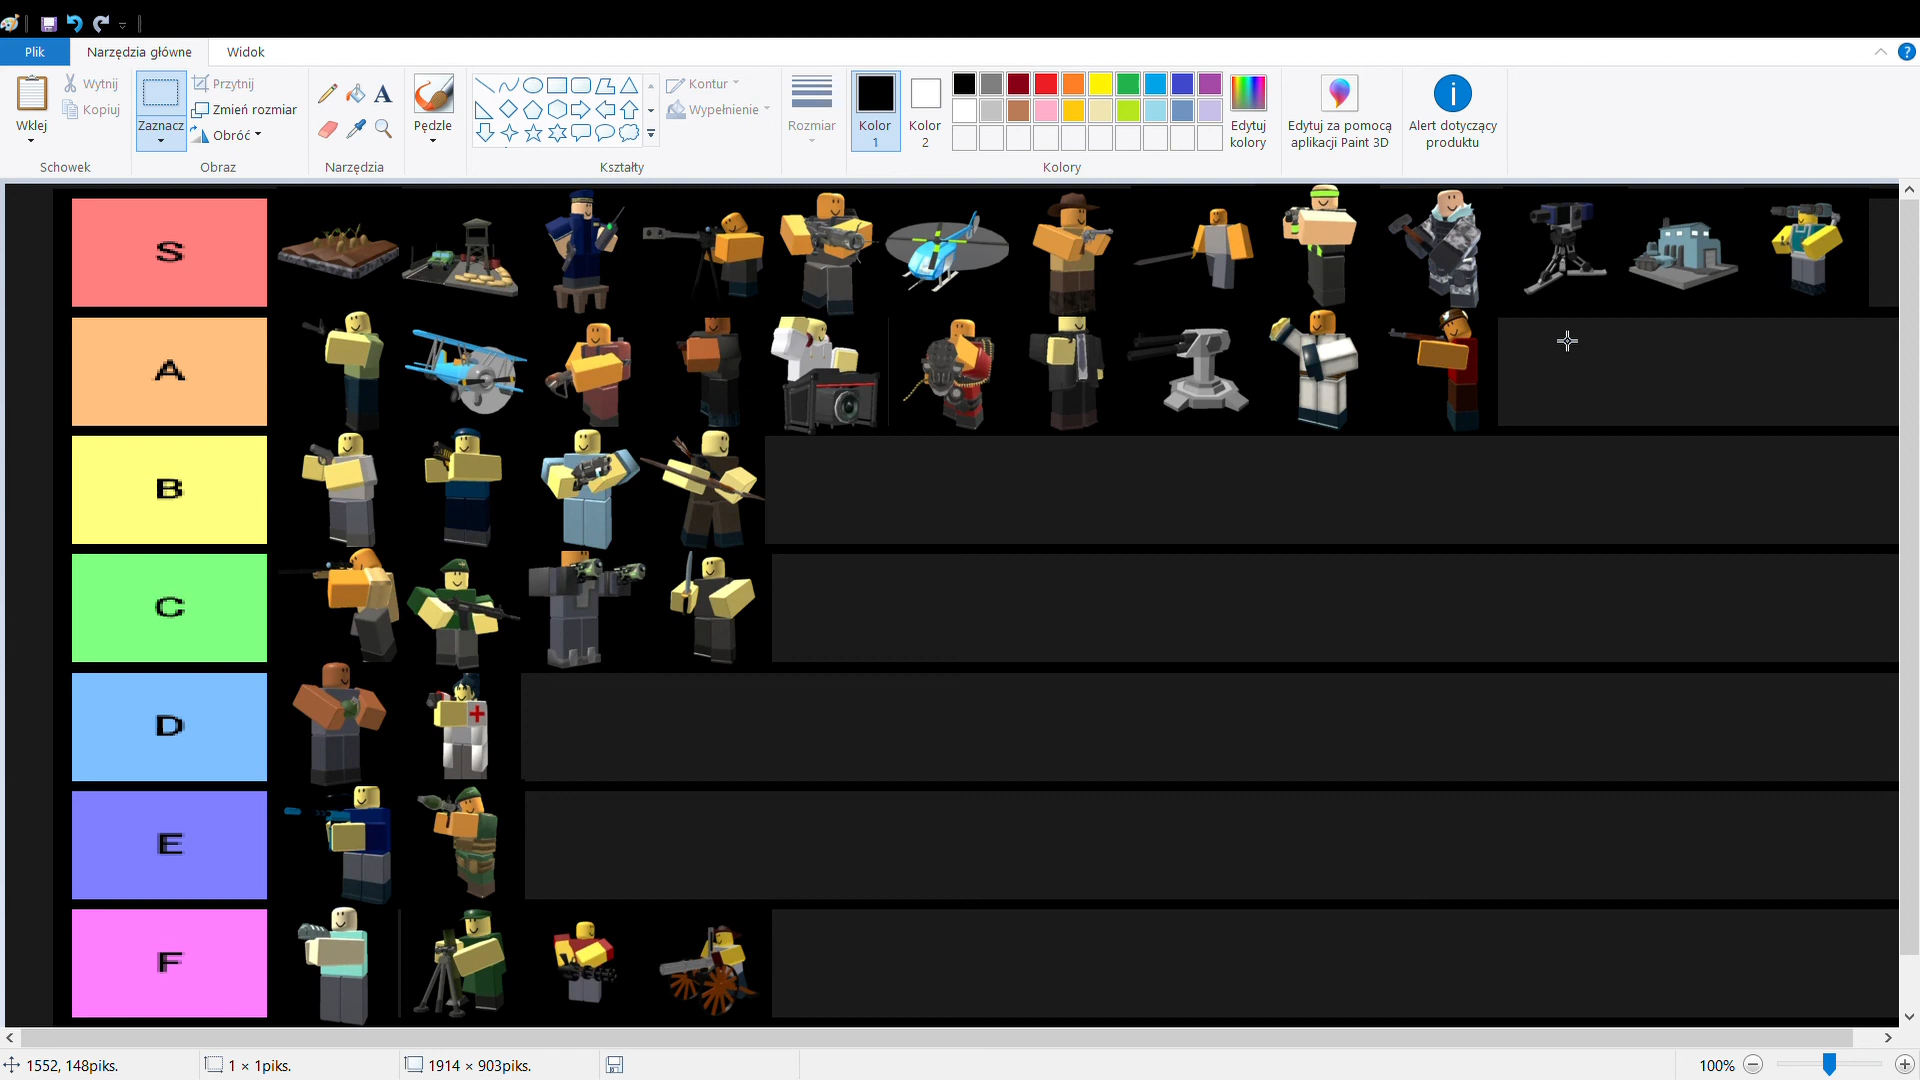 Plik Narzędzia główne Widok
Wklej
Wytnij
Kopiuj
Zaznacz
Przytnij
Zmień rozmiar
Obróć
A
Pędzle
Kontur
Wypełnienie
Rozmiar
Kolor
1
Kolor
2
Edytuj
kolory
Edytuj za pomocą
aplikacji Paint 3D
Alert dotyczący
produktu
Schowek Obraz Narzędzia Kształty Kolory
S
A
B
C
D
E
F
1552, 148piks. 1 × 1piks. 1914 × 903piks. 100%